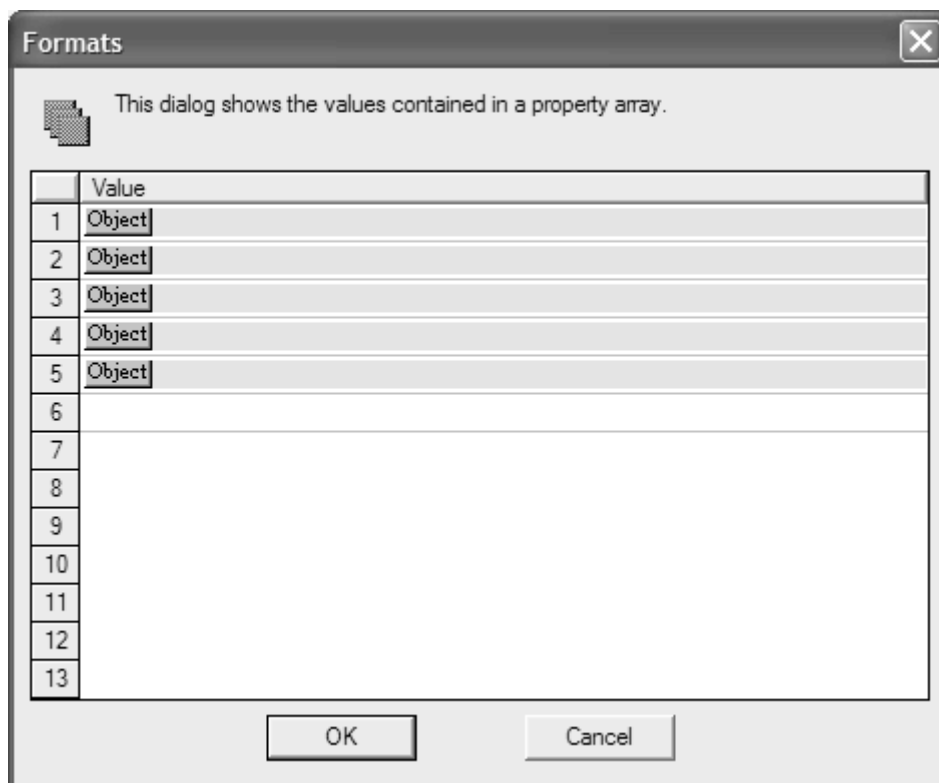 Formats
This dialog shows the values contained in a property array.
Value
1 Object
2 Object
3 Object
4 Object
5 Object
6
7
8
9
10
11
12
13
OK Cancel